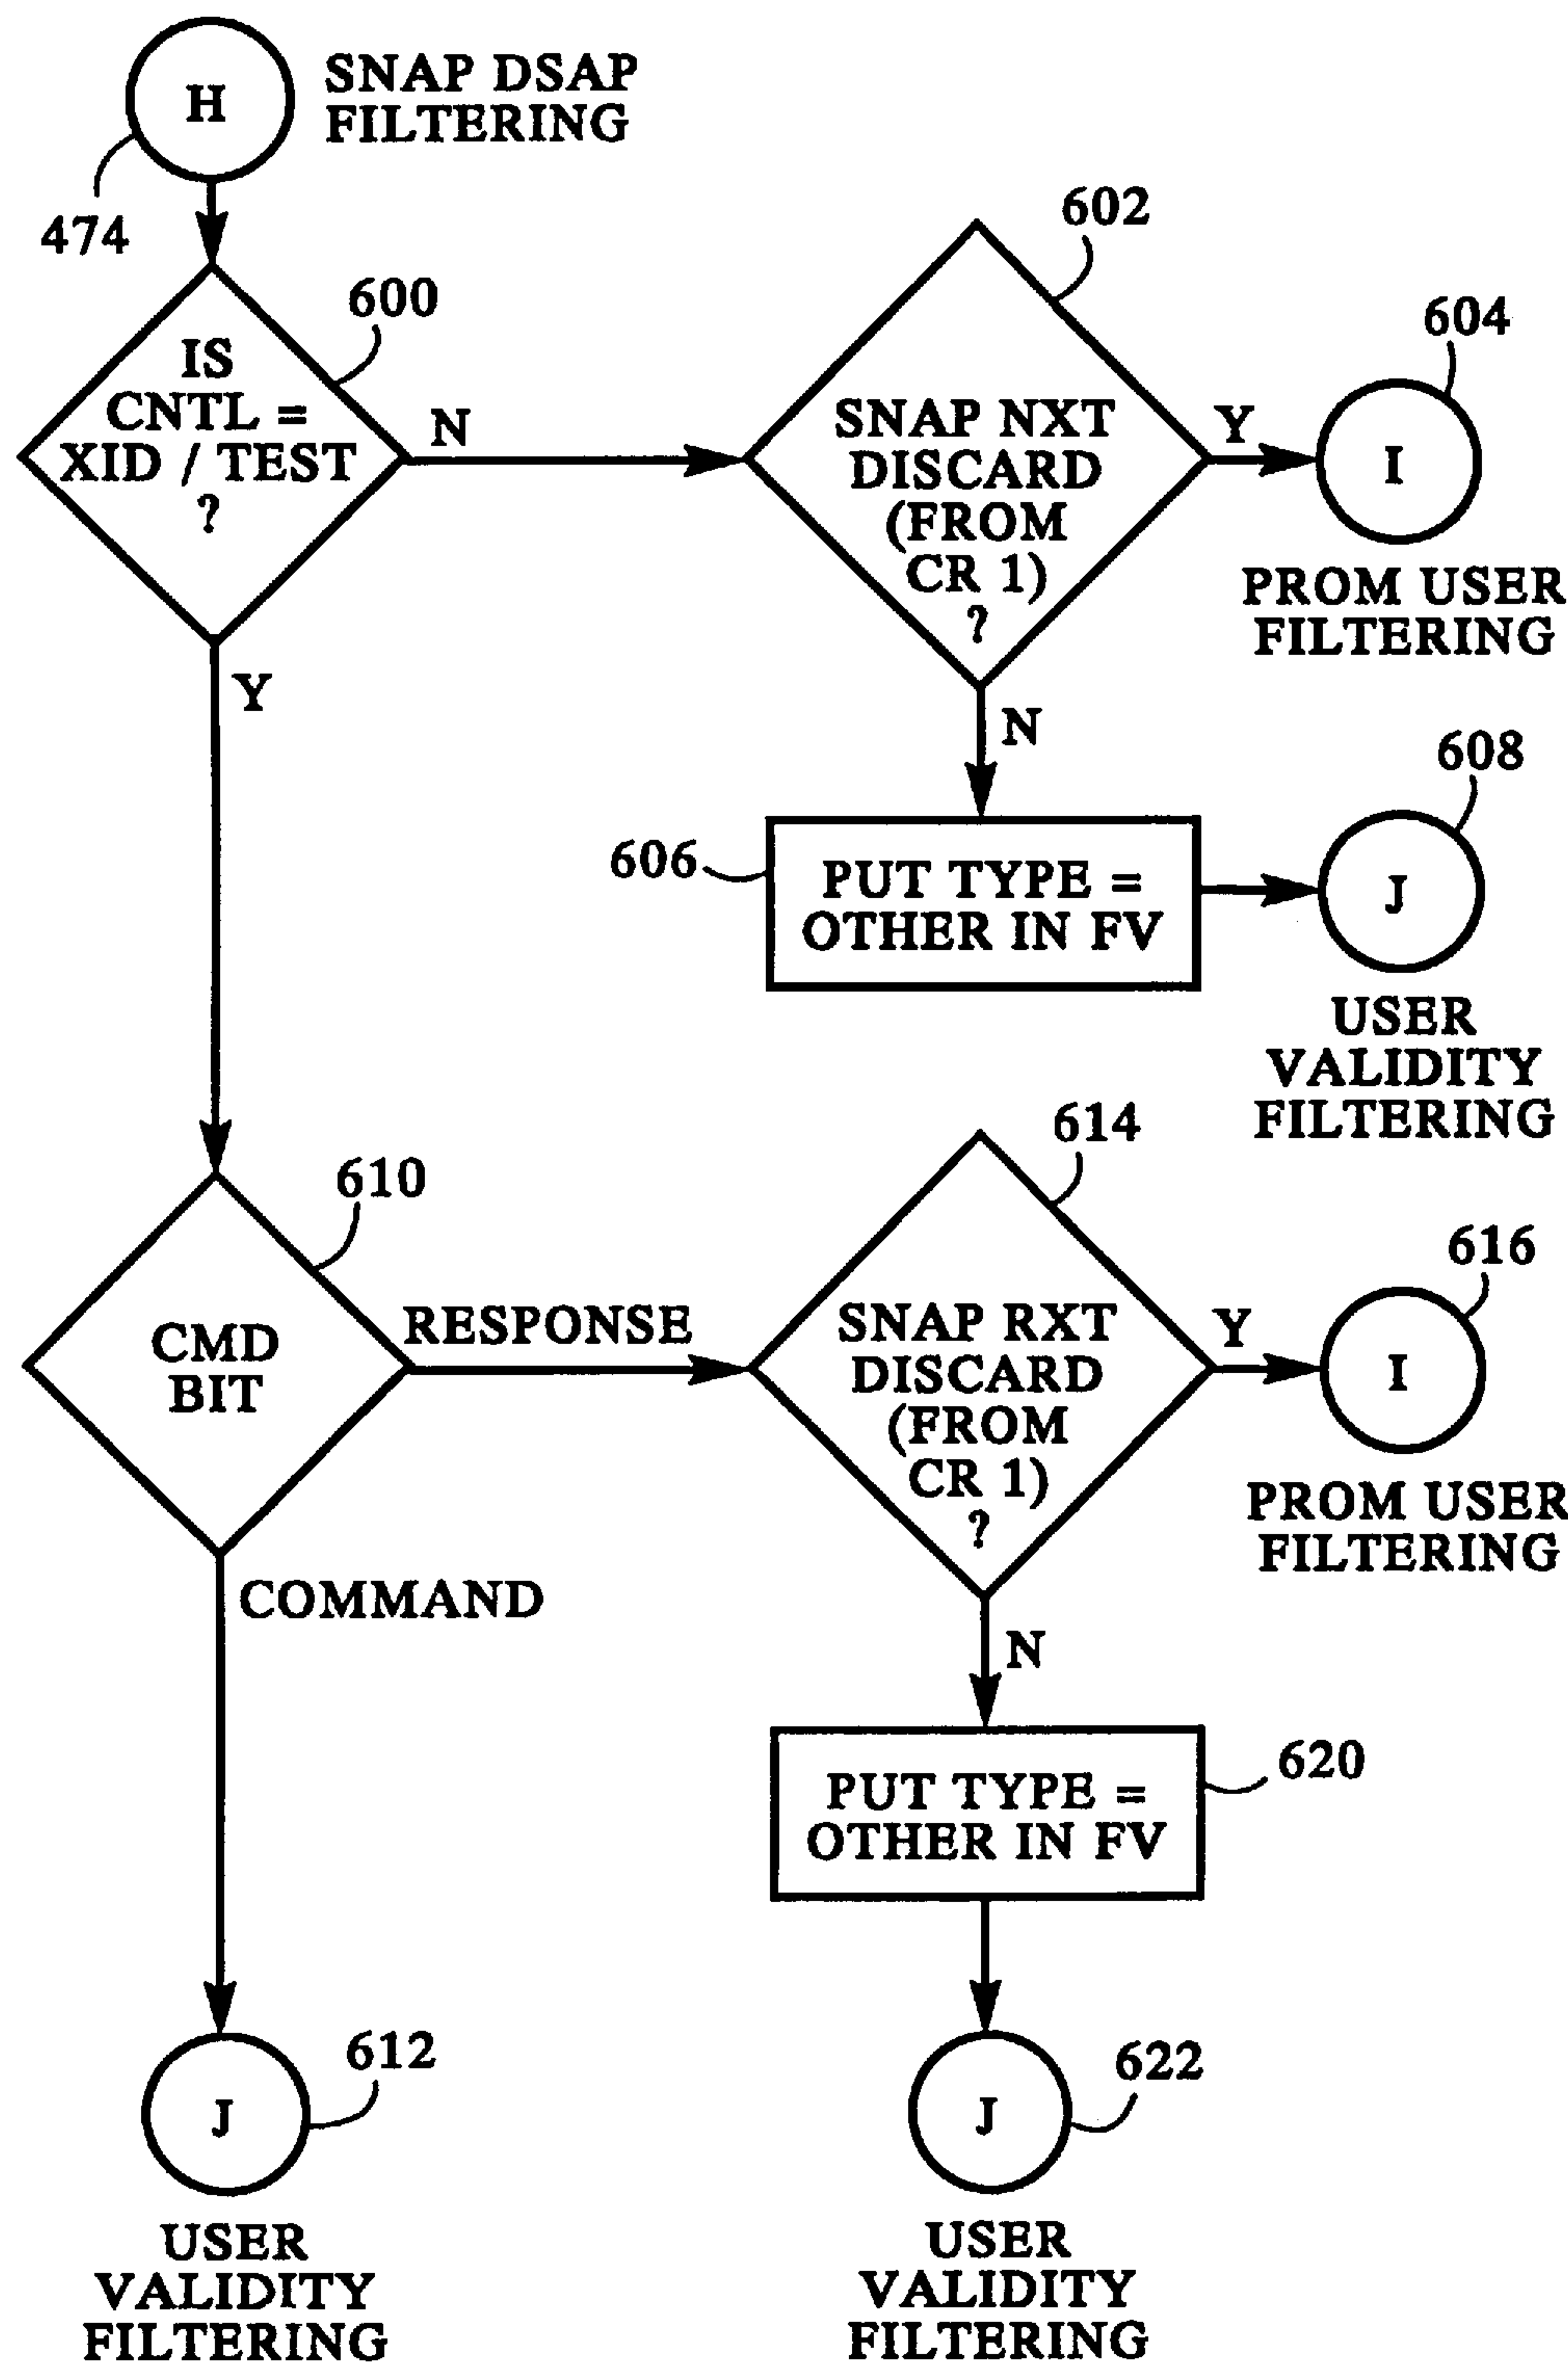 H
SNAP DSAP
FILTERING
474
600
IS
CNTL =
XID / TEST
?
N
Y
602
SNAP NXT
DISCARD
(FROM
CR 1)
?
Y
N
604
I
PROM USER
FILTERING
606
PUT TYPE =
OTHER IN FV
608
J
USER
VALIDITY
FILTERING
610
CMD
BIT
RESPONSE
COMMAND
614
SNAP RXT
DISCARD
(FROM
CR 1)
?
Y
N
616
I
PROM USER
FILTERING
620
PUT TYPE =
OTHER IN FV
612
J
USER
VALIDITY
FILTERING
622
J
USER
VALIDITY
FILTERING